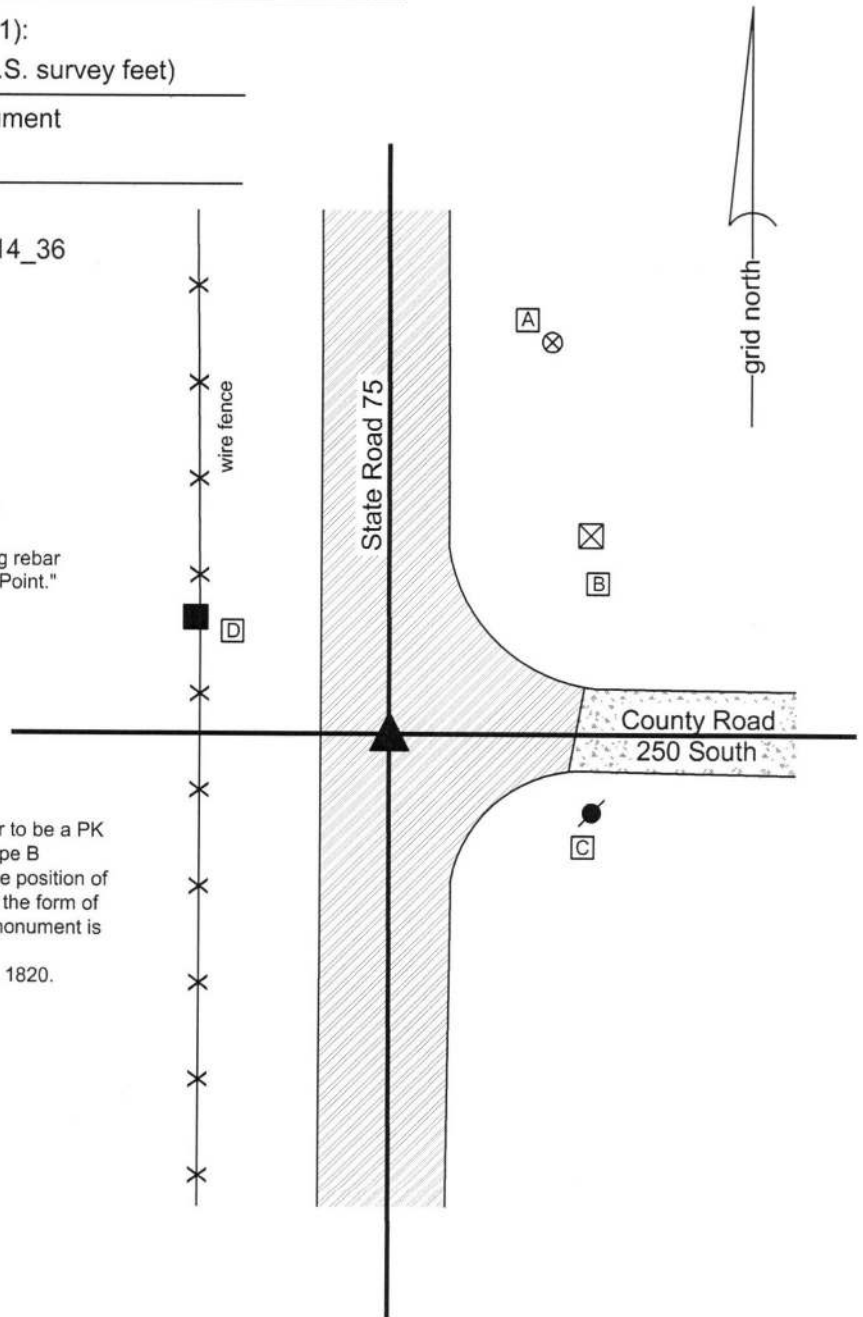 1):
.S. survey feet)
ument
14_36
g rebar
Point."
r to be a PK
pe B
e position of
the form of
monument is
1820.
wire fence
State Road 75
A
B
C
D
County Road
250 South
grid north